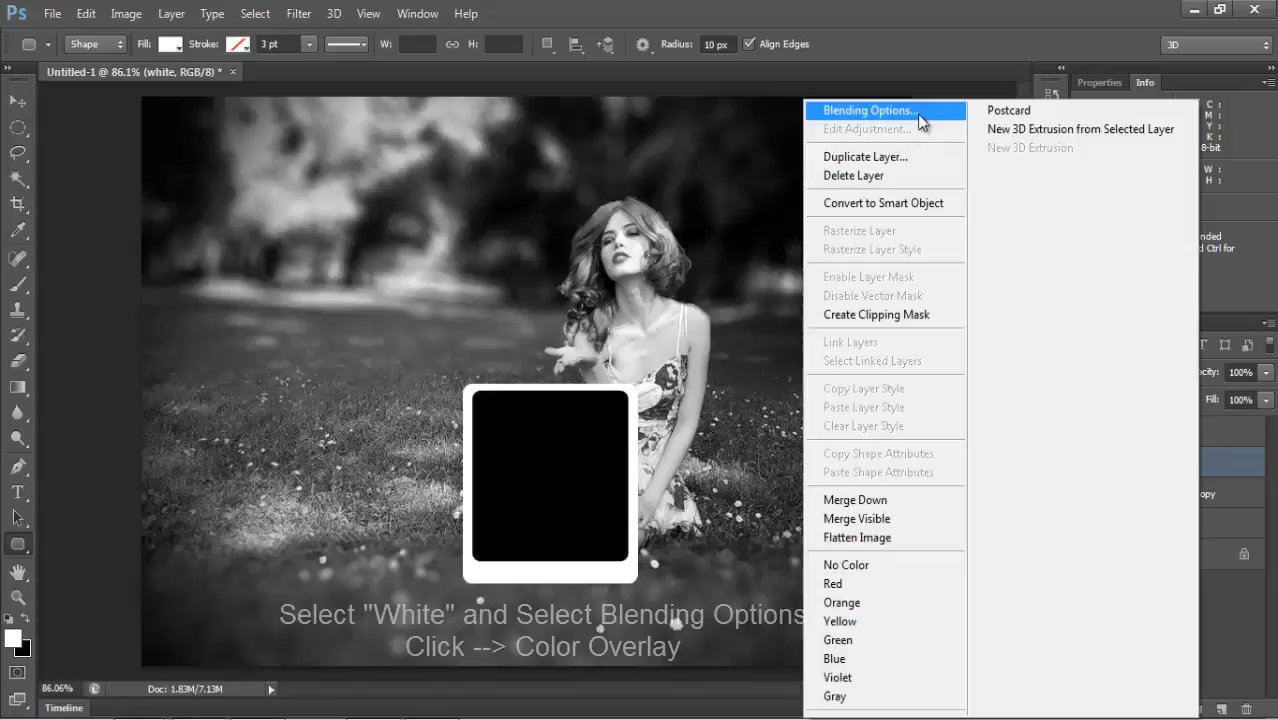 Ps File Edit Image Layer Type Select Filter 3D View Window Help
Shape Fill: Stroke: 3 pt W: H: Radius: 10 px Align Edges 3D
Untitled-1 @ 86.1% (white, RGB/8) * ×
Properties Info
Blending Options...
Edit Adjustment...
Duplicate Layer...
Delete Layer
Convert to Smart Object
Rasterize Layer
Rasterize Layer Style
Enable Layer Mask
Disable Vector Mask
Create Clipping Mask
Link Layers
Select Linked Layers
Copy Layer Style
Paste Layer Style
Clear Layer Style
Copy Shape Attributes
Paste Shape Attributes
Merge Down
Merge Visible
Flatten Image
No Color
Red
Orange
Yellow
Green
Blue
Violet
Gray
Postcard
New 3D Extrusion from Selected Layer
New 3D Extrusion
C :
M :
Y :
K :
8-bit
W :
H :
nded
d Ctrl for
acity: 100%
Fill: 100%
opy
Select "White" and Select Blending Options
Click --> Color Overlay
86.06% Doc: 1.83M/7.13M
Timeline